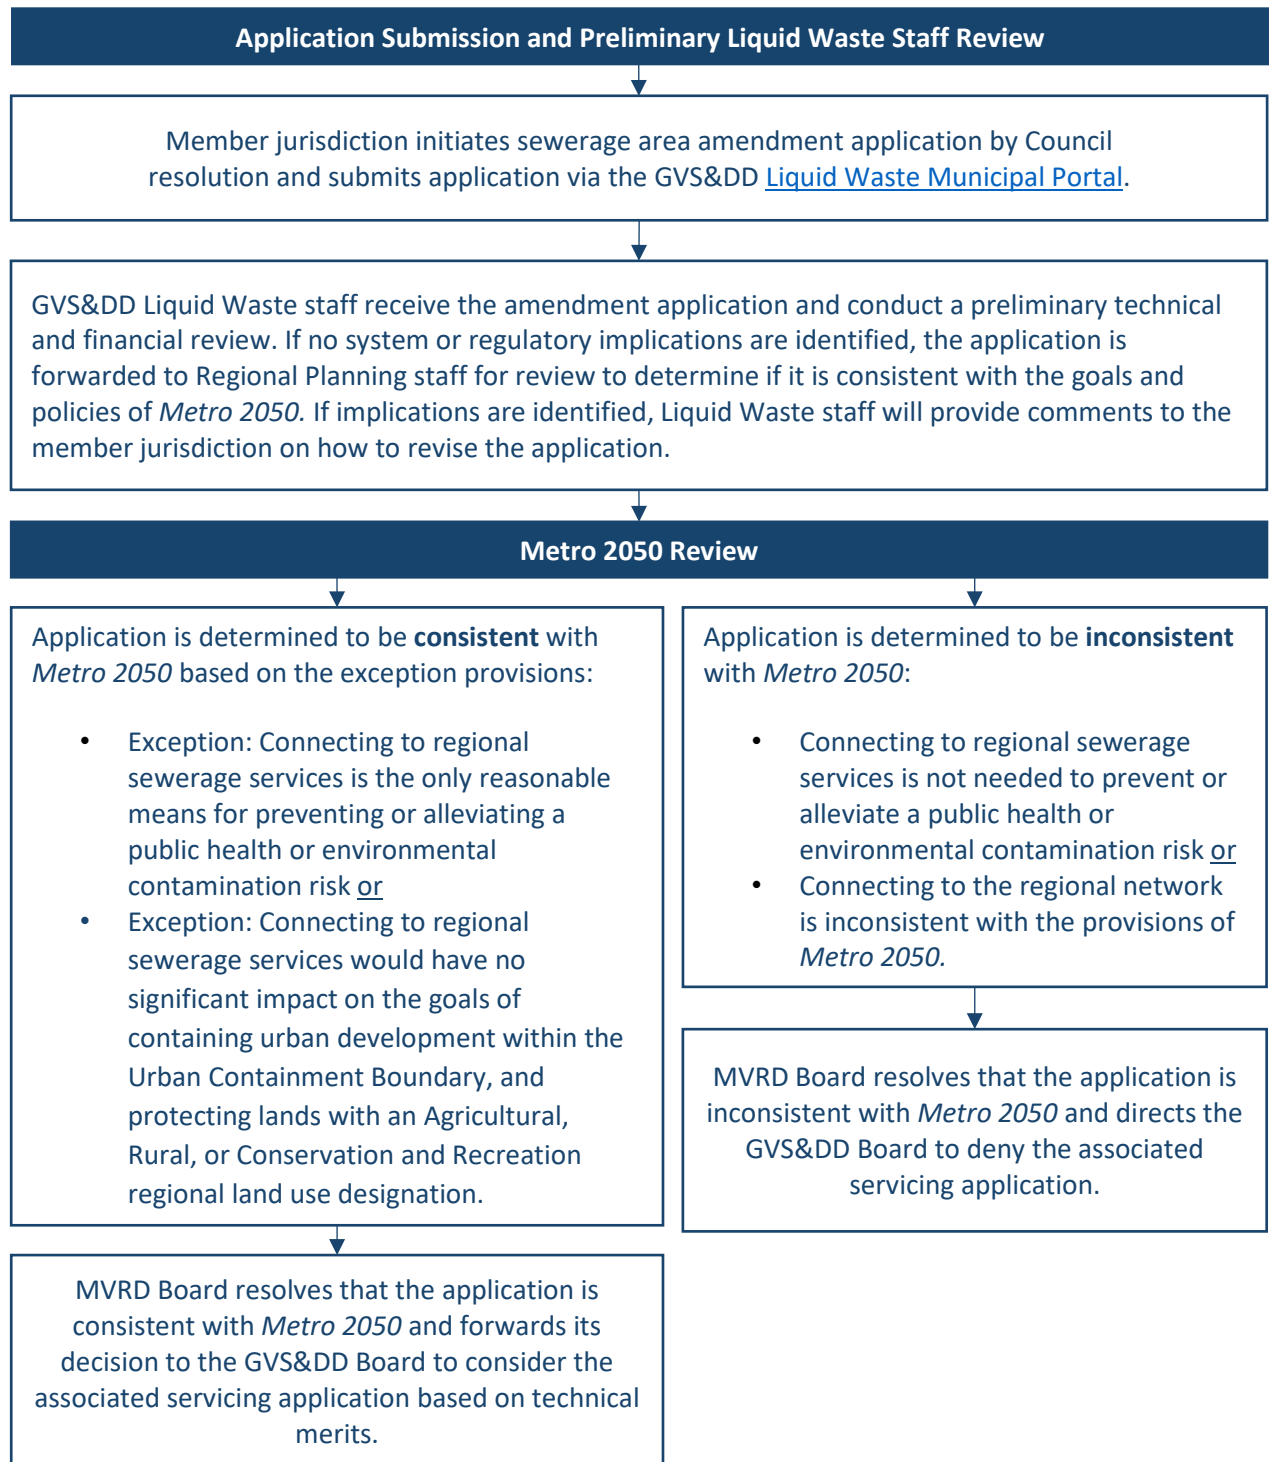 Application Submission and Preliminary Liquid Waste Staff Review
Member jurisdiction initiates sewerage area amendment application by Council
resolution and submits application via the GVS&DD Liquid Waste Municipal Portal.
GVS&DD Liquid Waste staff receive the amendment application and conduct a preliminary technical
and financial review. If no system or regulatory implications are identified, the application is
forwarded to Regional Planning staff for review to determine if it is consistent with the goals and
policies of Metro 2050. If implications are identified, Liquid Waste staff will provide comments to the
member jurisdiction on how to revise the application.
Metro 2050 Review
Application is determined to be consistent with
Metro 2050 based on the exception provisions:
• Exception: Connecting to regional
sewerage services is the only reasonable
means for preventing or alleviating a
public health or environmental
contamination risk or
• Exception: Connecting to regional
sewerage services would have no
significant impact on the goals of
containing urban development within the
Urban Containment Boundary, and
protecting lands with an Agricultural,
Rural, or Conservation and Recreation
regional land use designation.
MVRD Board resolves that the application is
consistent with Metro 2050 and forwards its
decision to the GVS&DD Board to consider the
associated servicing application based on technical
merits.
Application is determined to be inconsistent
with Metro 2050:
• Connecting to regional sewerage
services is not needed to prevent or
alleviate a public health or
environmental contamination risk or
• Connecting to the regional network
is inconsistent with the provisions of
Metro 2050.
MVRD Board resolves that the application is
inconsistent with Metro 2050 and directs the
GVS&DD Board to deny the associated
servicing application.